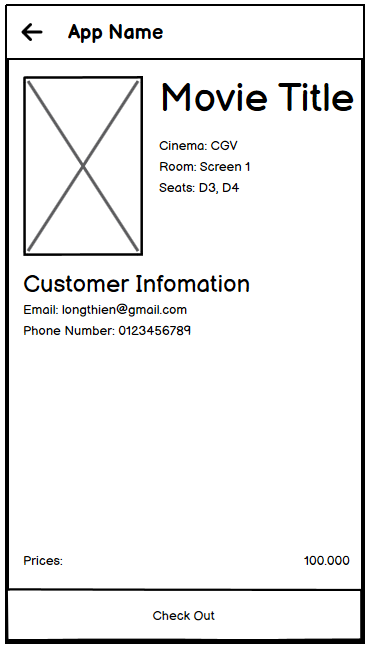 App Name
Movie Title
Cinema: CGV
Room: Screen 1
Seats: D3, D4
Customer Infomation
Email: longthien@gmail.com
Phone Number: 0123456789
Prices: 100.000
Check Out